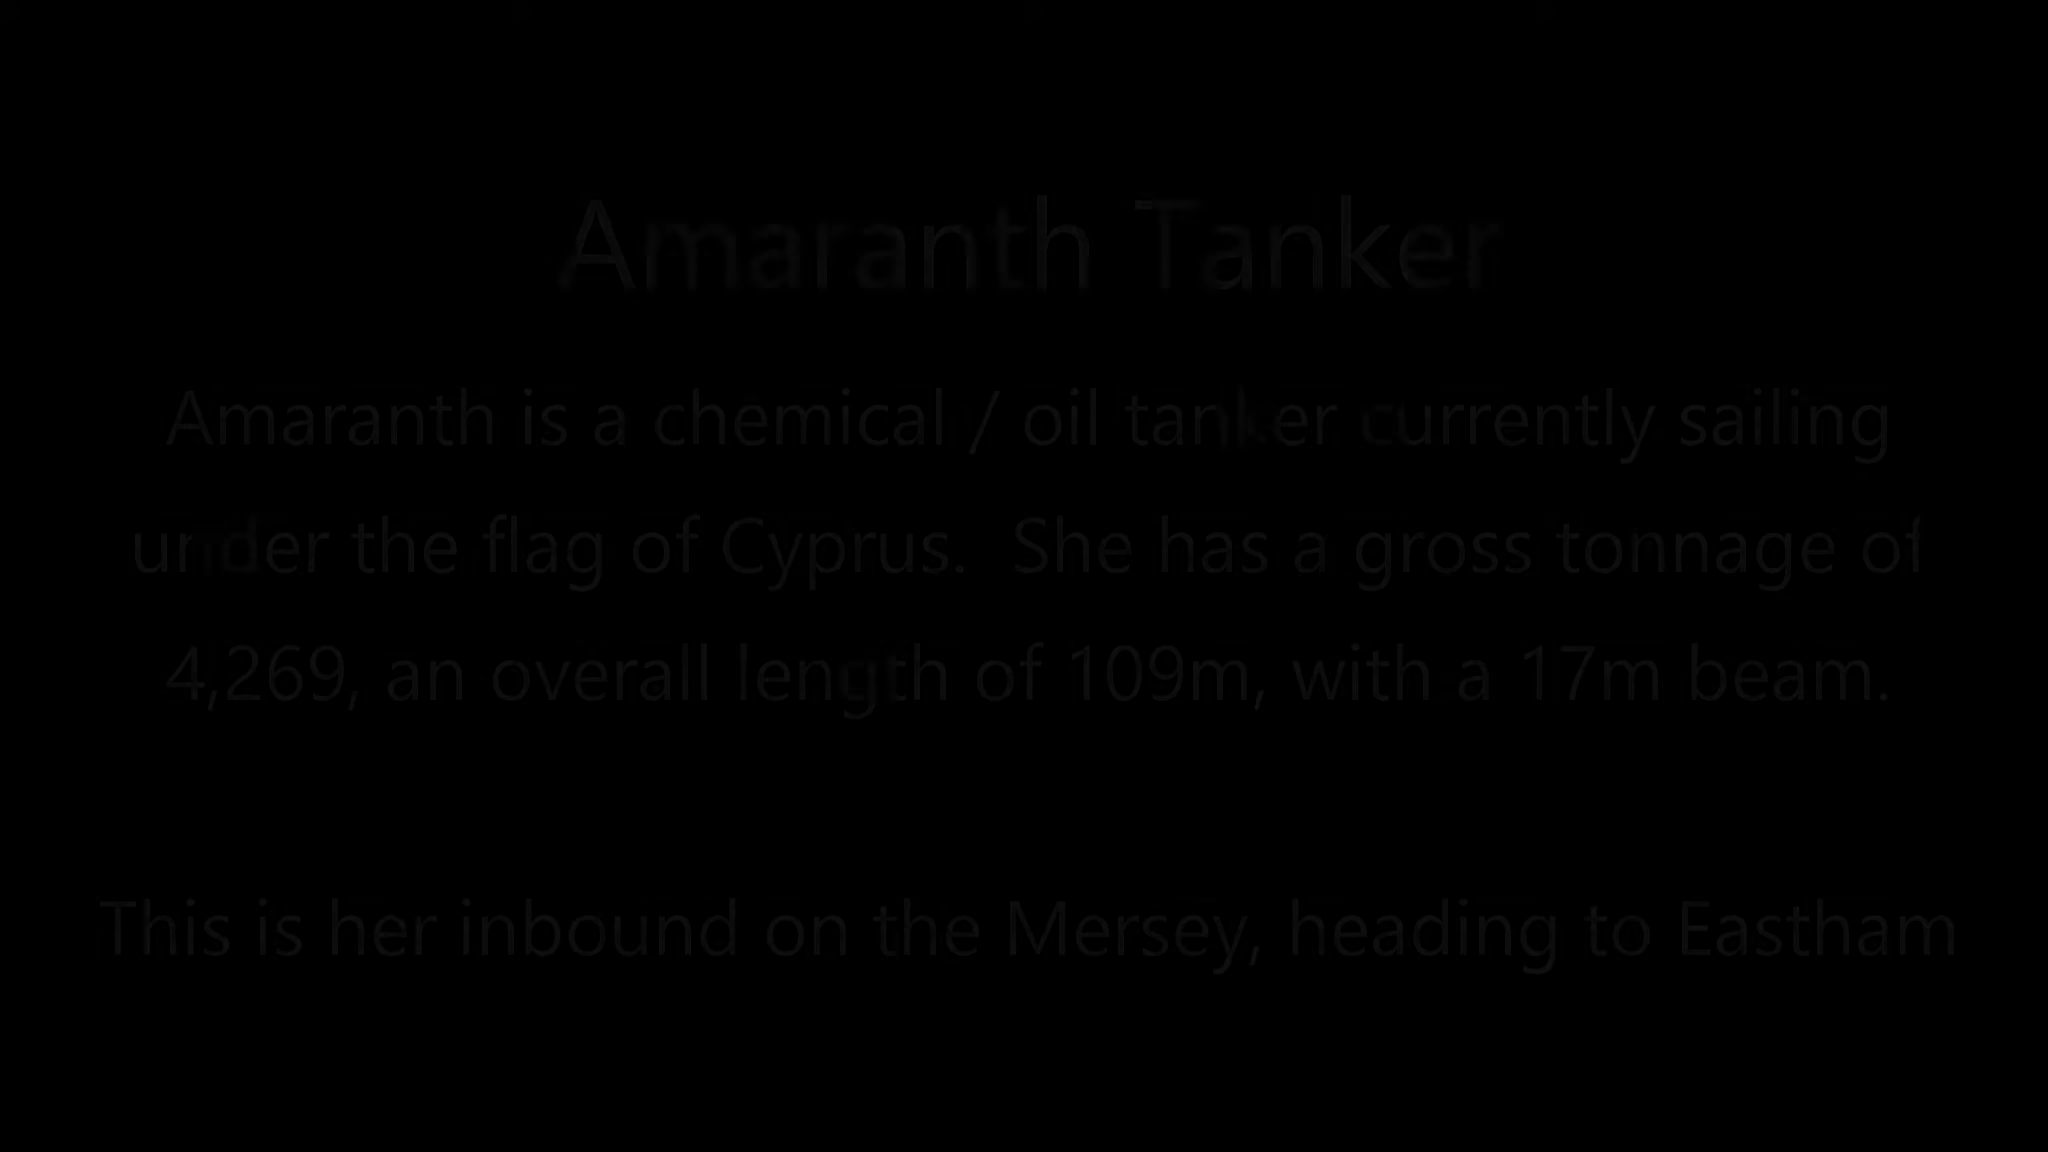 Amaranth Tanker
Amaranth is a chemical / oil tanker currently sailing
under the flag of Cyprus.  She has a gross tonnage of
4,269, an overall length of 109m, with a 17m beam.
This is her inbound on the Mersey, heading to Eastham